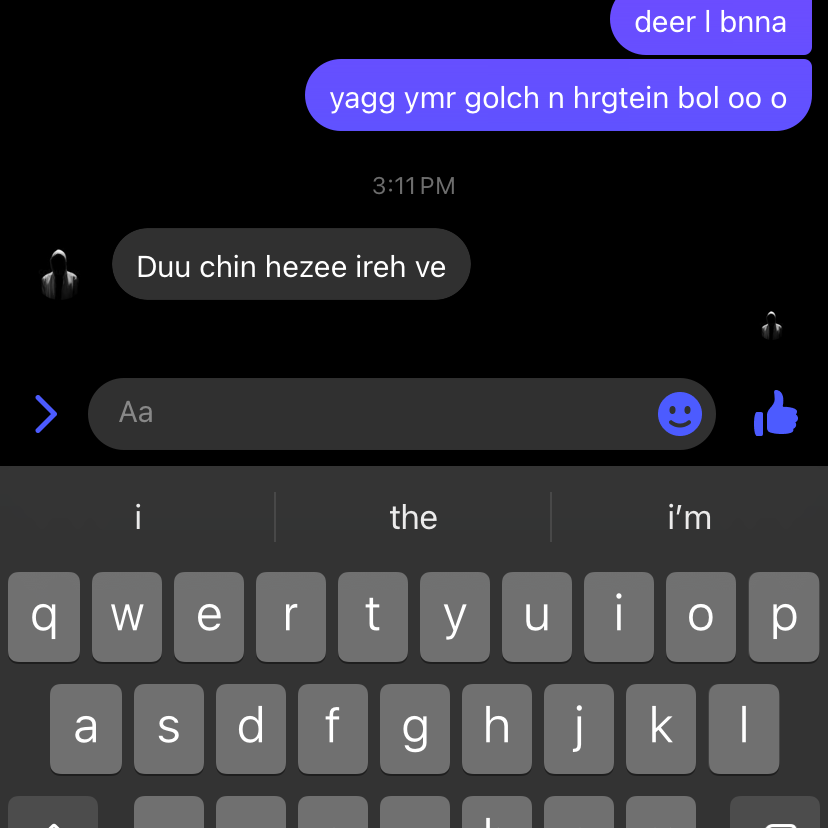 deer l bnna
yagg ymr golch n hrgtein bol oo o
3:11 PM
Duu chin hezee ireh ve
Aa
i the i’m
q w e r t y u i o p
a s d f g h j k l